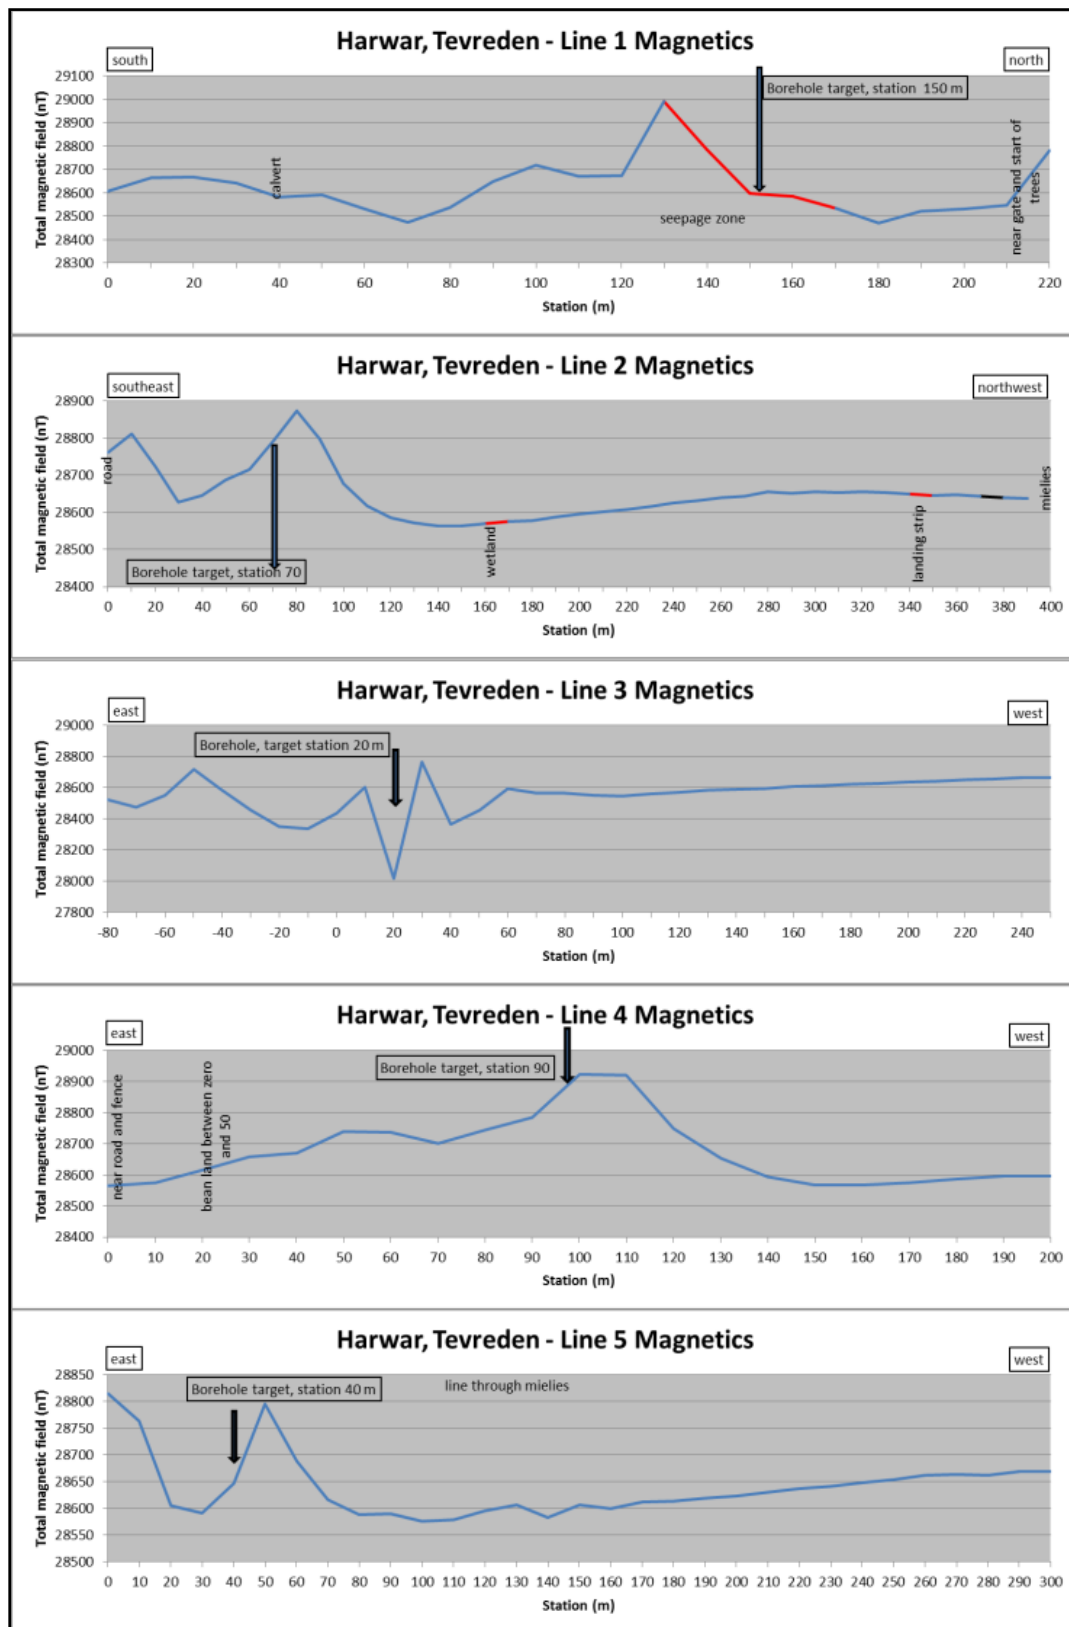 Harwar, Tevreden - Line 1 Magnetics
south
north
Borehole target, station 150 m
calvert
seepage zone
near gate and start of
trees
Total magnetic field (nT)
29100
29000
28900
28800
28700
28600
28500
28400
28300
0 20 40 60 80 100 120 140 160 180 200 220
Station (m)
Harwar, Tevreden - Line 2 Magnetics
southeast
northwest
road
Borehole target, station 70
wetland
landing strip
mielies
Total magnetic field (nT)
28900
28800
28700
28600
28500
28400
0 20 40 60 80 100 120 140 160 180 200 220 240 260 280 300 320 340 360 380 400
Station (m)
Harwar, Tevreden - Line 3 Magnetics
east
west
Borehole, target station 20 m
Total magnetic field (nT)
29000
28800
28600
28400
28200
28000
27800
-80 -60 -40 -20 0 20 40 60 80 100 120 140 160 180 200 220 240
Station (m)
Harwar, Tevreden - Line 4 Magnetics
east
west
Borehole target, station 90
near road and fence
bean land between zero
and 50
Total magnetic field (nT)
29000
28900
28800
28700
28600
28500
28400
0 10 20 30 40 50 60 70 80 90 100 110 120 130 140 150 160 170 180 190 200
Station (m)
Harwar, Tevreden - Line 5 Magnetics
east
west
Borehole target, station 40 m
line through mielies
Total magnetic field (nT)
28850
28800
28750
28700
28650
28600
28550
28500
0 10 20 30 40 50 60 70 80 90 100 110 120 130 140 150 160 170 180 190 200 210 220 230 240 250 260 270 280 290 300
Station (m)